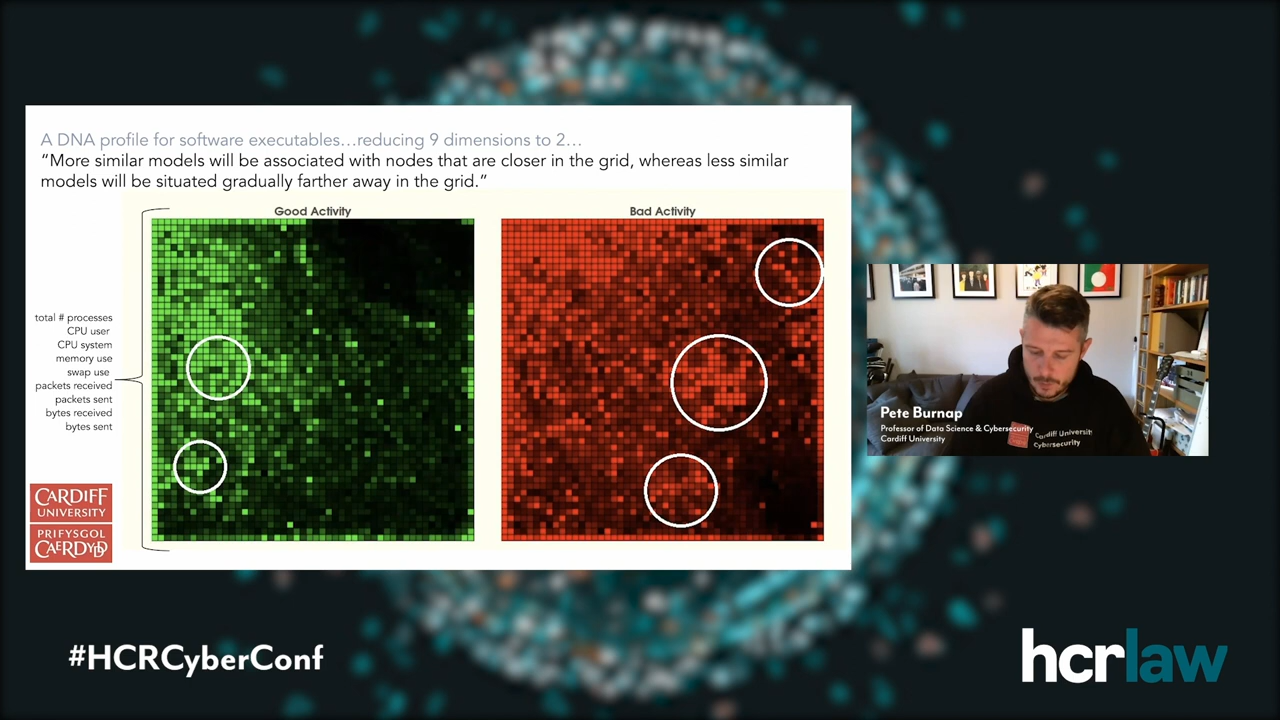 A DNA profile for software executables...reducing 9 dimensions to 2...
“More similar models will be associated with nodes that are closer in the grid, whereas less similar
models will be situated gradually farther away in the grid.”
Good Activity
Bad Activity
total # processes
CPU user
CPU system
memory use
swap use
packets received
packets sent
bytes received
bytes sent
CARDIFF
UNIVERSITY
PRIFYSGOL
CAERDYDD
Pete Burnap
Professor of Data Science & Cybersecurity
Cardiff University
Cardiff University
Cybersecurity
#HCRCyberConf
hcrlaw